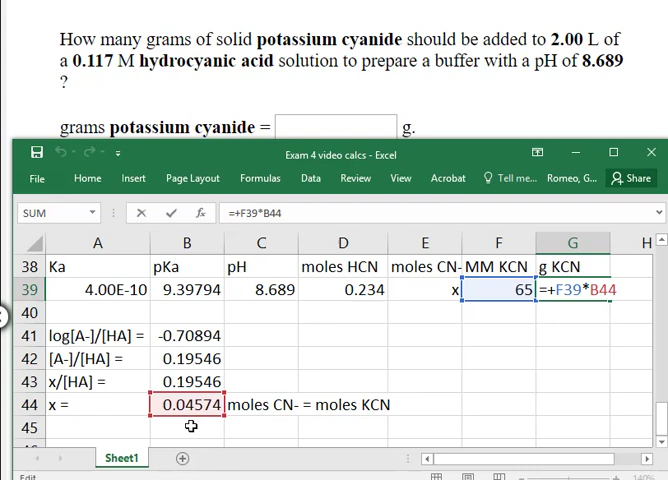 How many grams of solid potassium cyanide should be added to 2.00 L of
a 0.117 M hydrocyanic acid solution to prepare a buffer with a pH of 8.689
?
grams potassium cyanide = g.
Exam 4 video calcs - Excel
File Home Insert Page Layout Formulas Data Review View Acrobat Tell me... Romeo, G... Share
SUM fx =+F39*B44
A B C D E F G H
38 Ka pKa pH moles HCN moles CN- MM KCN g KCN
39 4.00E-10 9.39794 8.689 0.234 x 65 =+F39*B44
40
41 log[A-]/[HA] = -0.70894
42 [A-]/[HA] = 0.19546
43 x/[HA] = 0.19546
44 x = 0.04574 moles CN- = moles KCN
45
Sheet1
Edit 140%